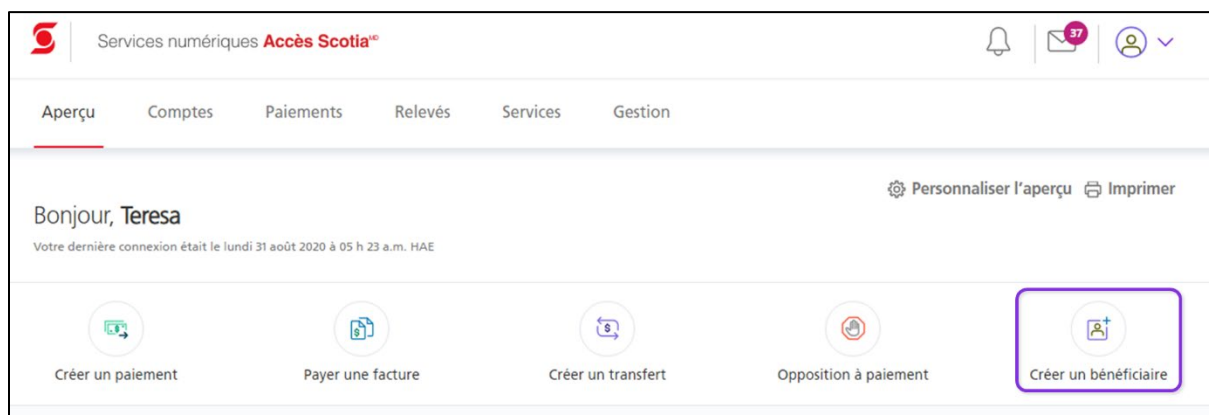 Services numériques Accès Scotia MD
37
Aperçu Comptes Paiements Relevés Services Gestion
Personnaliser l'aperçu Imprimer
Bonjour, Teresa
Votre dernière connexion était le lundi 31 août 2020 à 05 h 23 a.m. HAE
Créer un paiement Payer une facture Créer un transfert Opposition à paiement Créer un bénéficiaire